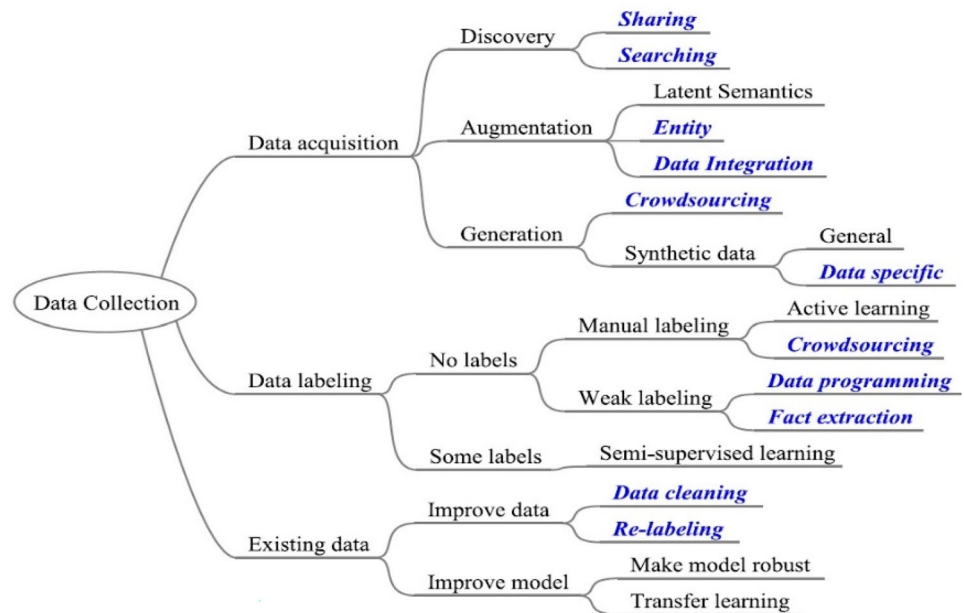 Data Collection
Data acquisition
Discovery
Sharing
Searching
Augmentation
Latent Semantics
Entity
Data Integration
Generation
Crowdsourcing
Synthetic data
General
Data specific
Data labeling
No labels
Manual labeling
Active learning
Crowdsourcing
Weak labeling
Data programming
Fact extraction
Some labels
Semi-supervised learning
Existing data
Improve data
Data cleaning
Re-labeling
Improve model
Make model robust
Transfer learning